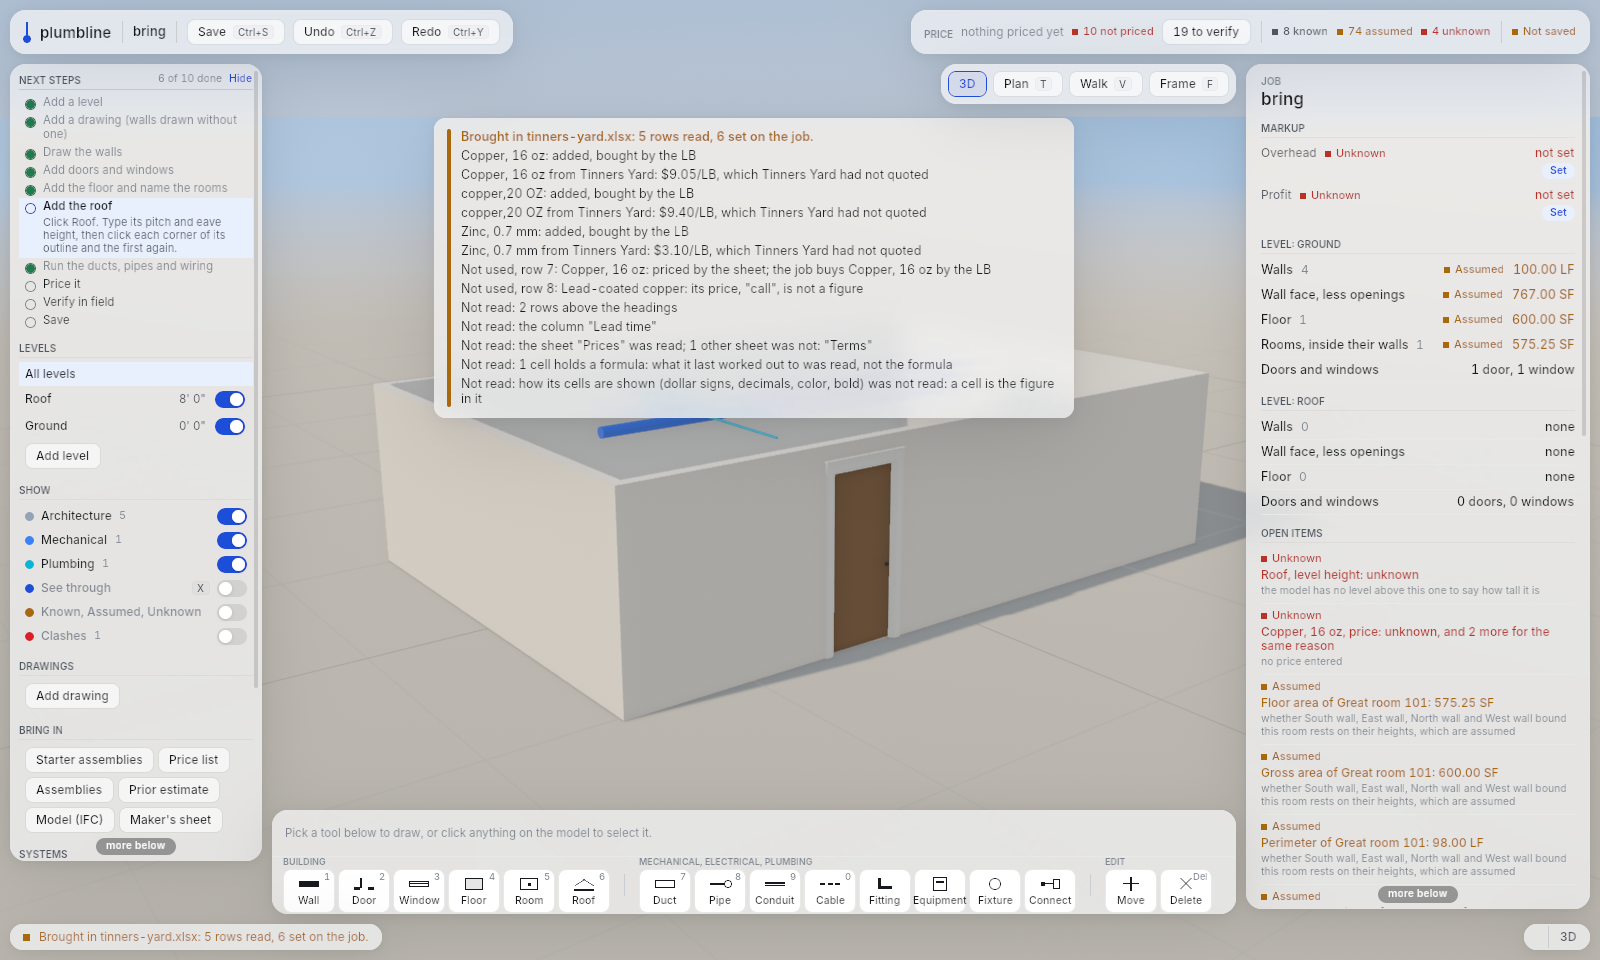 plumbline
bring
Save Ctrl+S
Undo Ctrl+Z
Redo Ctrl+Y
PRICE nothing priced yet 10 not priced 19 to verify 8 known 74 assumed 4 unknown Not saved
NEXT STEPS 6 of 10 done Hide
Add a level
Add a drawing (walls drawn without
one)
Draw the walls
Add doors and windows
Add the floor and name the rooms
Add the roof
Click Roof. Type its pitch and eave
height, then click each corner of its
outline and the first again.
Run the ducts, pipes and wiring
Price it
Verify in field
Save
LEVELS
All levels
Roof 8' 0"
Ground 0' 0"
Add level
SHOW
Architecture 5
Mechanical 1
Plumbing 1
See through X
Known, Assumed, Unknown
Clashes 1
DRAWINGS
Add drawing
BRING IN
Starter assemblies Price list
Assemblies Prior estimate
Model (IFC) Maker's sheet
more below
SYSTEMS
3D Plan T Walk V Frame F
Brought in tinners-yard.xlsx: 5 rows read, 6 set on the job.
Copper, 16 oz: added, bought by the LB
Copper, 16 oz from Tinners Yard: $9.05/LB, which Tinners Yard had not quoted
copper,20 OZ: added, bought by the LB
copper,20 OZ from Tinners Yard: $9.40/LB, which Tinners Yard had not quoted
Zinc, 0.7 mm: added, bought by the LB
Zinc, 0.7 mm from Tinners Yard: $3.10/LB, which Tinners Yard had not quoted
Not used, row 7: Copper, 16 oz: priced by the sheet; the job buys Copper, 16 oz by the LB
Not used, row 8: Lead-coated copper: its price, "call", is not a figure
Not read: 2 rows above the headings
Not read: the column "Lead time"
Not read: the sheet "Prices" was read; 1 other sheet was not: "Terms"
Not read: 1 cell holds a formula: what it last worked out to was read, not the formula
Not read: how its cells are shown (dollar signs, decimals, color, bold) was not read: a cell is the figure
in it
Pick a tool below to draw, or click anything on the model to select it.
BUILDING
Wall 1
Door 2
Window 3
Floor 4
Room 5
Roof 6
MECHANICAL, ELECTRICAL, PLUMBING
Duct 7
Pipe 8
Conduit 9
Cable 0
Fitting
Equipment
Fixture
Connect
EDIT
Move
Delete Del
JOB
bring
MARKUP
Overhead Unknown not set
Set
Profit Unknown not set
Set
LEVEL: GROUND
Walls 4 Assumed 100.00 LF
Wall face, less openings Assumed 767.00 SF
Floor 1 Assumed 600.00 SF
Rooms, inside their walls 1 Assumed 575.25 SF
Doors and windows 1 door, 1 window
LEVEL: ROOF
Walls 0 none
Wall face, less openings none
Floor 0 none
Doors and windows 0 doors, 0 windows
OPEN ITEMS
Unknown
Roof, level height: unknown
the model has no level above this one to say how tall it is
Unknown
Copper, 16 oz, price: unknown, and 2 more for the
same reason
no price entered
Assumed
Floor area of Great room 101: 575.25 SF
whether South wall, East wall, North wall and West wall bound
this room rests on their heights, which are assumed
Assumed
Gross area of Great room 101: 600.00 SF
whether South wall, East wall, North wall and West wall bound
this room rests on their heights, which are assumed
Assumed
Perimeter of Great room 101: 98.00 LF
whether South wall, East wall, North wall and West wall bound
this room rests on their heights, which are assumed
Assumed
more below
Brought in tinners-yard.xlsx: 5 rows read, 6 set on the job.
3D